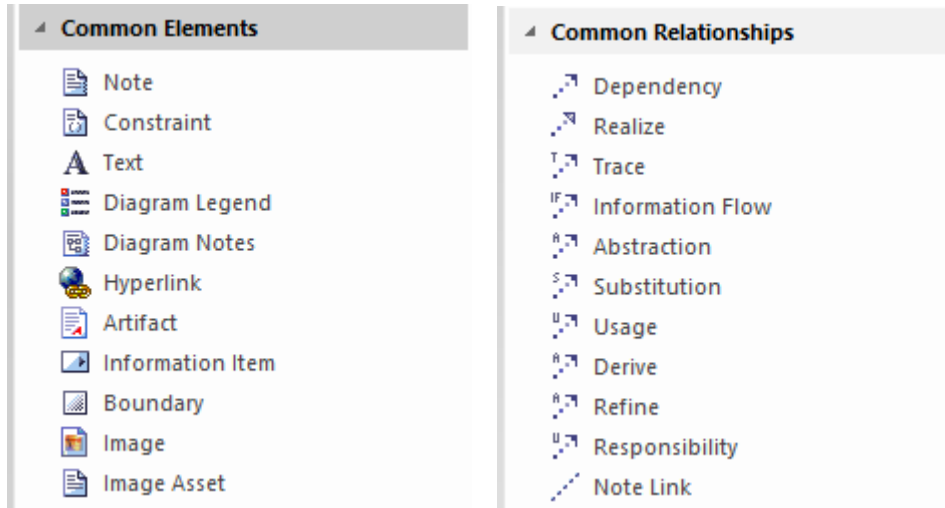 Common Elements
Note
Constraint
Text
Diagram Legend
Diagram Notes
Hyperlink
Artifact
Information Item
Boundary
Image
Image Asset
Common Relationships
Dependency
Realize
T
Trace
IF
Information Flow
A
Abstraction
S
Substitution
U
Usage
A
Derive
A
Refine
U
Responsibility
Note Link